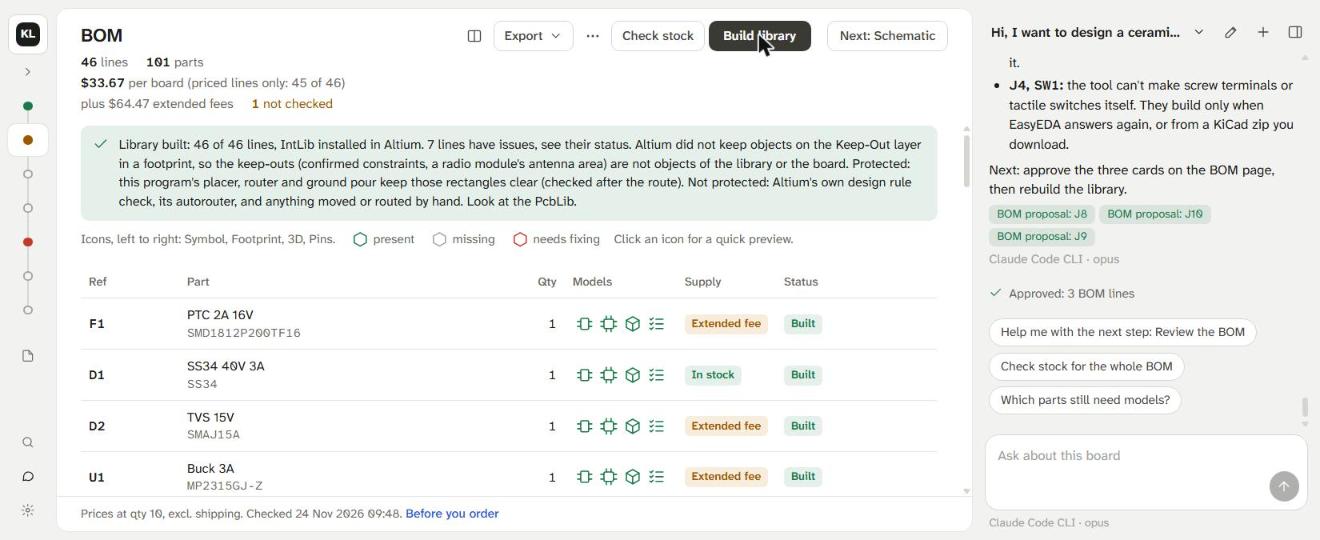 KL
BOM
Export
Check stock
Build library
Next: Schematic
46 lines 101 parts
$33.67 per board (priced lines only: 45 of 46)
plus $64.47 extended fees 1 not checked
Library built: 46 of 46 lines, IntLib installed in Altium. 7 lines have issues, see their status. Altium did not keep objects on the Keep-Out layer
in a footprint, so the keep-outs (confirmed constraints, a radio module's antenna area) are not objects of the library or the board. Protected:
this program's placer, router and ground pour keep those rectangles clear (checked after the route). Not protected: Altium's own design rule
check, its autorouter, and anything moved or routed by hand. Look at the PcbLib.
Icons, left to right: Symbol, Footprint, 3D, Pins. present missing needs fixing Click an icon for a quick preview.
Ref Part Qty Models Supply Status
F1 PTC 2A 16V 1 Extended fee Built
SMD1812P200TF16
D1 SS34 40V 3A 1 In stock Built
SS34
D2 TVS 15V 1 Extended fee Built
SMAJ15A
U1 Buck 3A 1 Extended fee Built
MP2315GJ-Z
Prices at qty 10, excl. shipping. Checked 24 Nov 2026 09:48. Before you order
Hi, I want to design a cerami...
it.
J4, SW1: the tool can't make screw terminals or
tactile switches itself. They build only when
EasyEDA answers again, or from a KiCad zip you
download.
Next: approve the three cards on the BOM page,
then rebuild the library.
BOM proposal: J8 BOM proposal: J10
BOM proposal: J9
Claude Code CLI · opus
Approved: 3 BOM lines
Help me with the next step: Review the BOM
Check stock for the whole BOM
Which parts still need models?
Ask about this board
Claude Code CLI · opus